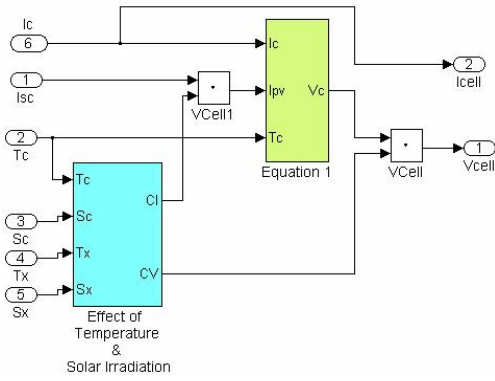 Ic
6
1
Isc
2
Tc
3
Sc
4
Tx
5
Sx
VCell1
Ic
Ipv
Tc
Vc
Equation 1
Tc
Sc
Tx
Sx
CI
CV
Effect of
Temperature
&
Solar Irradiation
VCell
2
Icell
1
Vcell